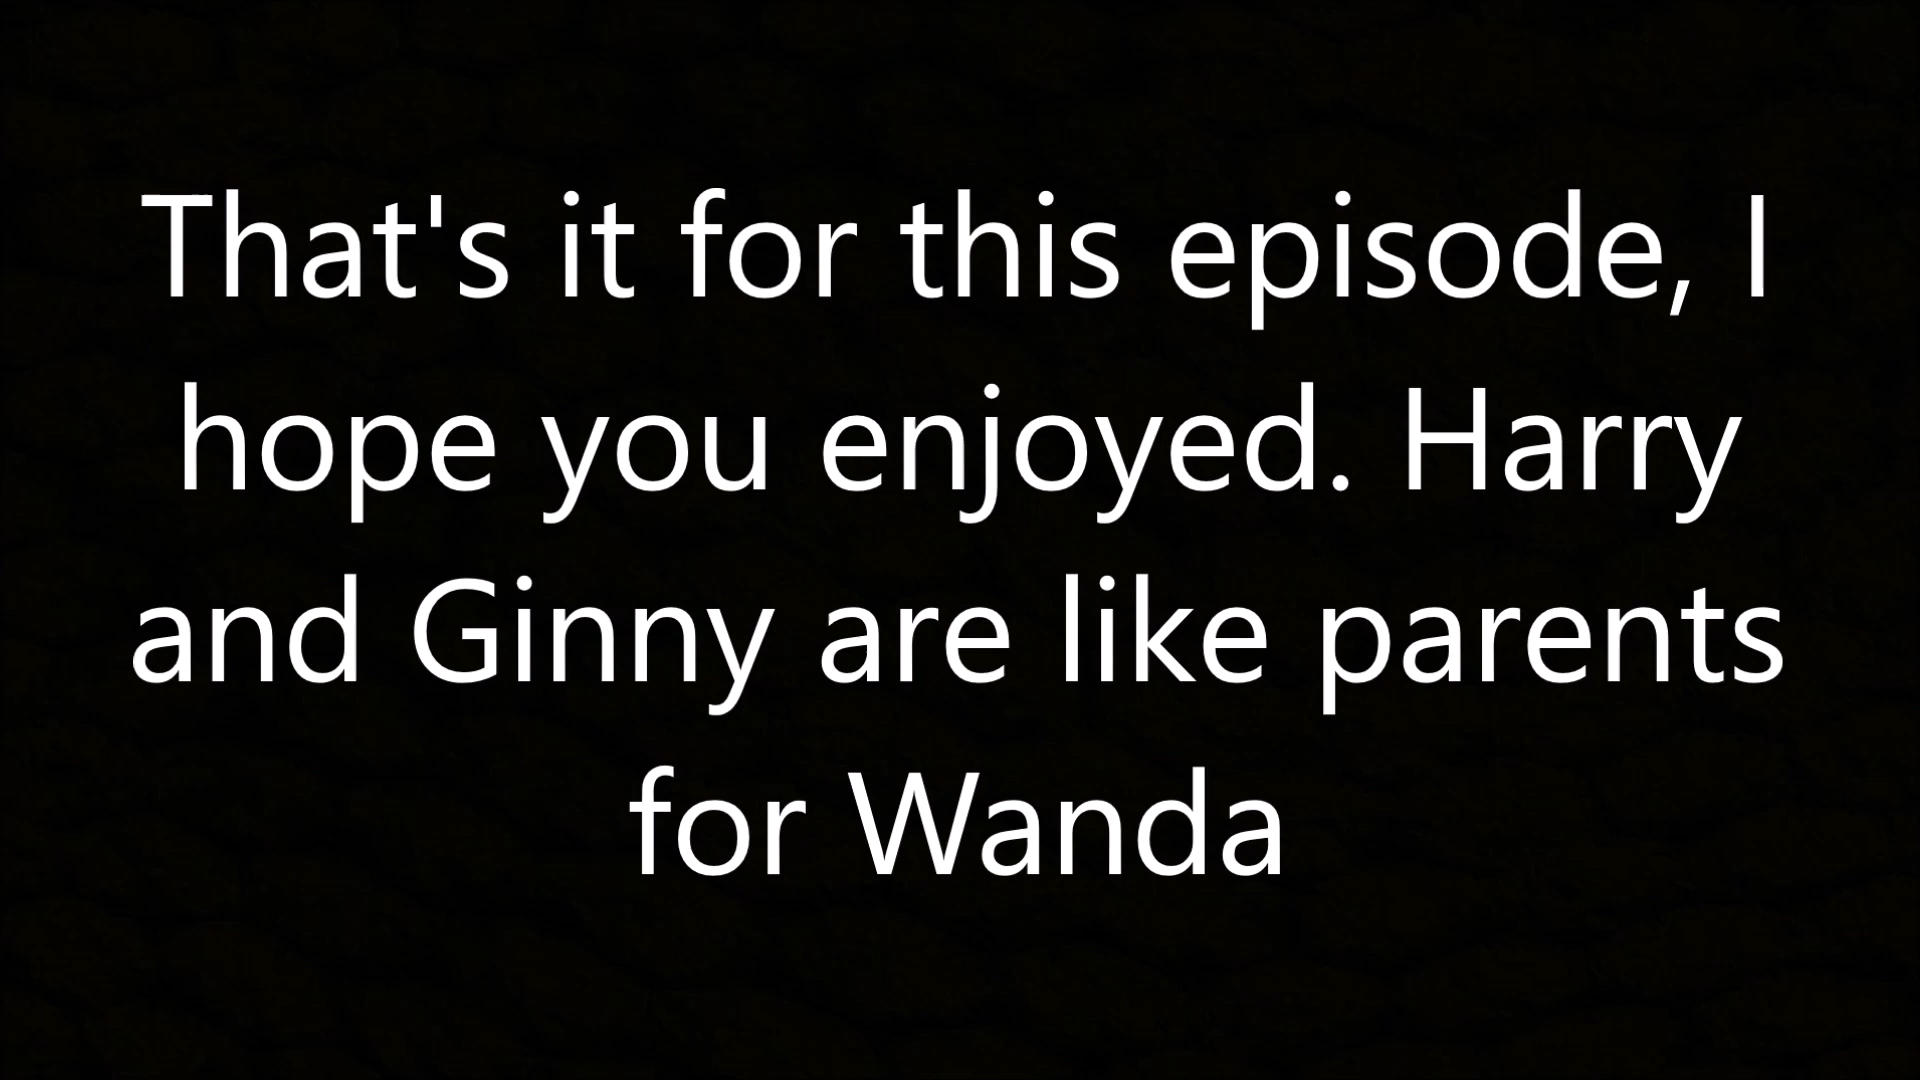 That's it for this episode, I
hope you enjoyed. Harry
and Ginny are like parents
for Wanda